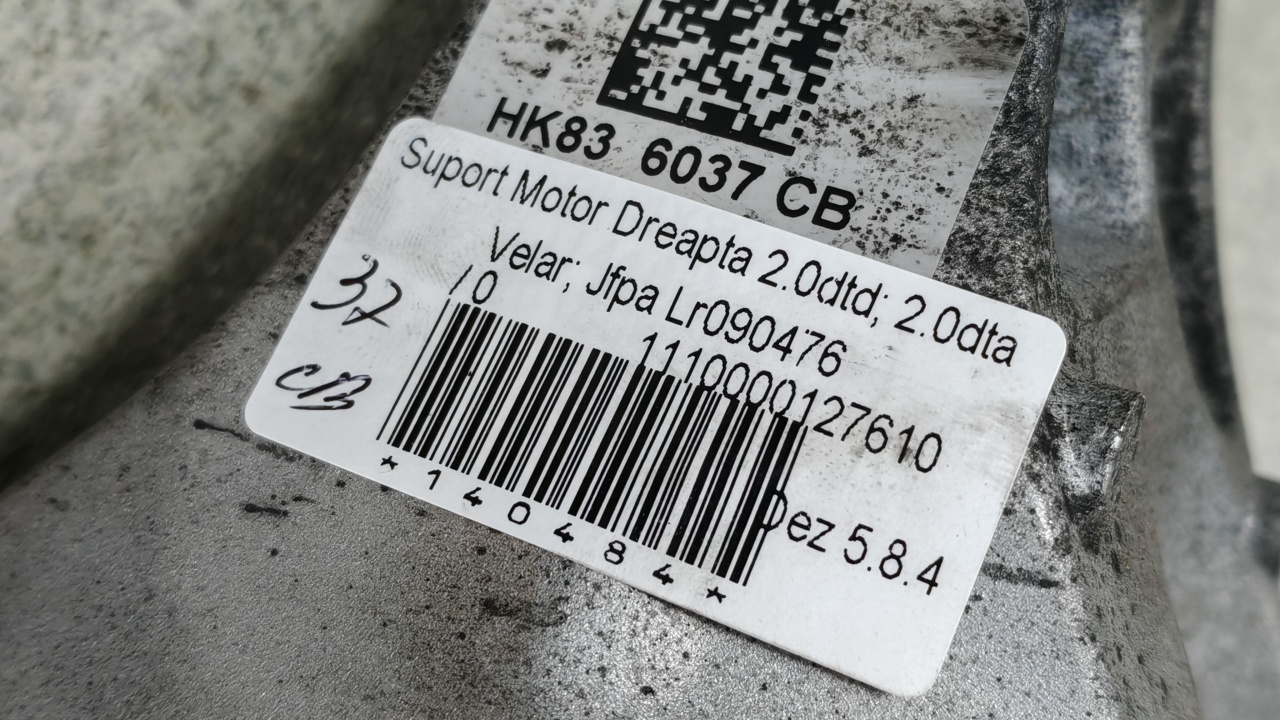 HK83 6037 CB
Suport Motor Dreapta 2.0dtd; 2.0dta
Velar; Jfpa Lr090476
/0
1110000127610
32
CB
*140484*
Dez 5.8.4